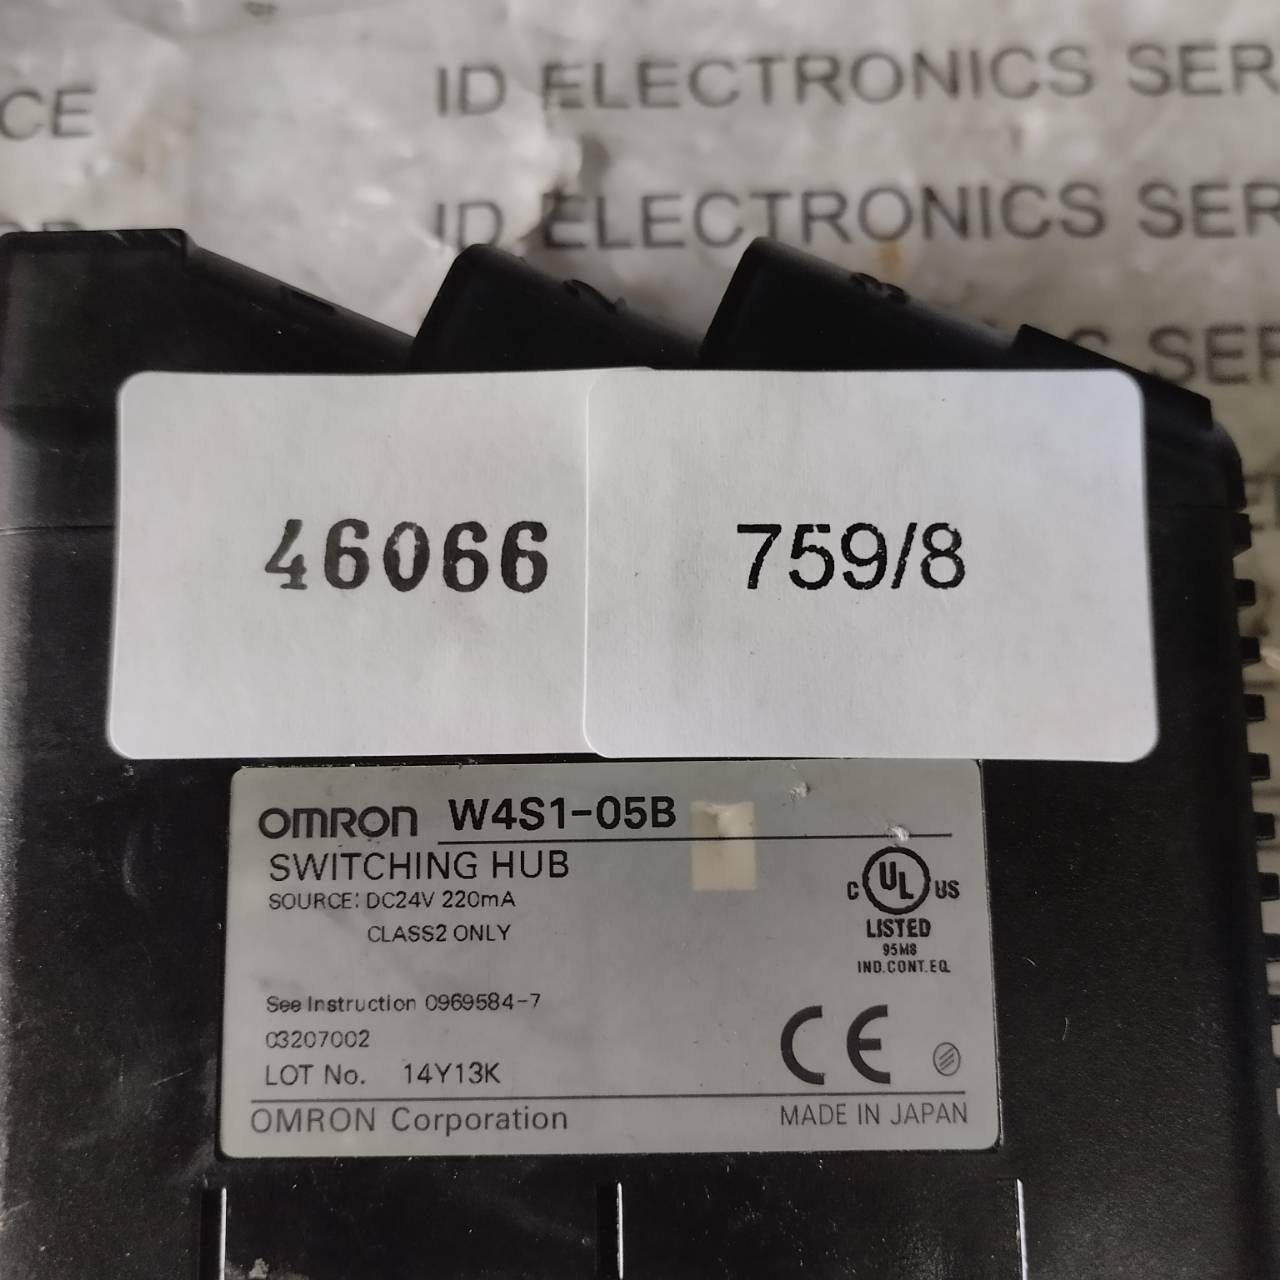 CE ID ELECTRONICS SER
ID ELECTRONICS SER
S SER
46066 759/8
OMRON W4S1-05B
SWITCHING HUB
SOURCE: DC24V 220mA
CLASS2 ONLY
C UL US
LISTED
95M8
IND.CONT.EQ.
See Instruction 0969584-7
03207002
LOT No. 14Y13K
CE
OMRON Corporation MADE IN JAPAN